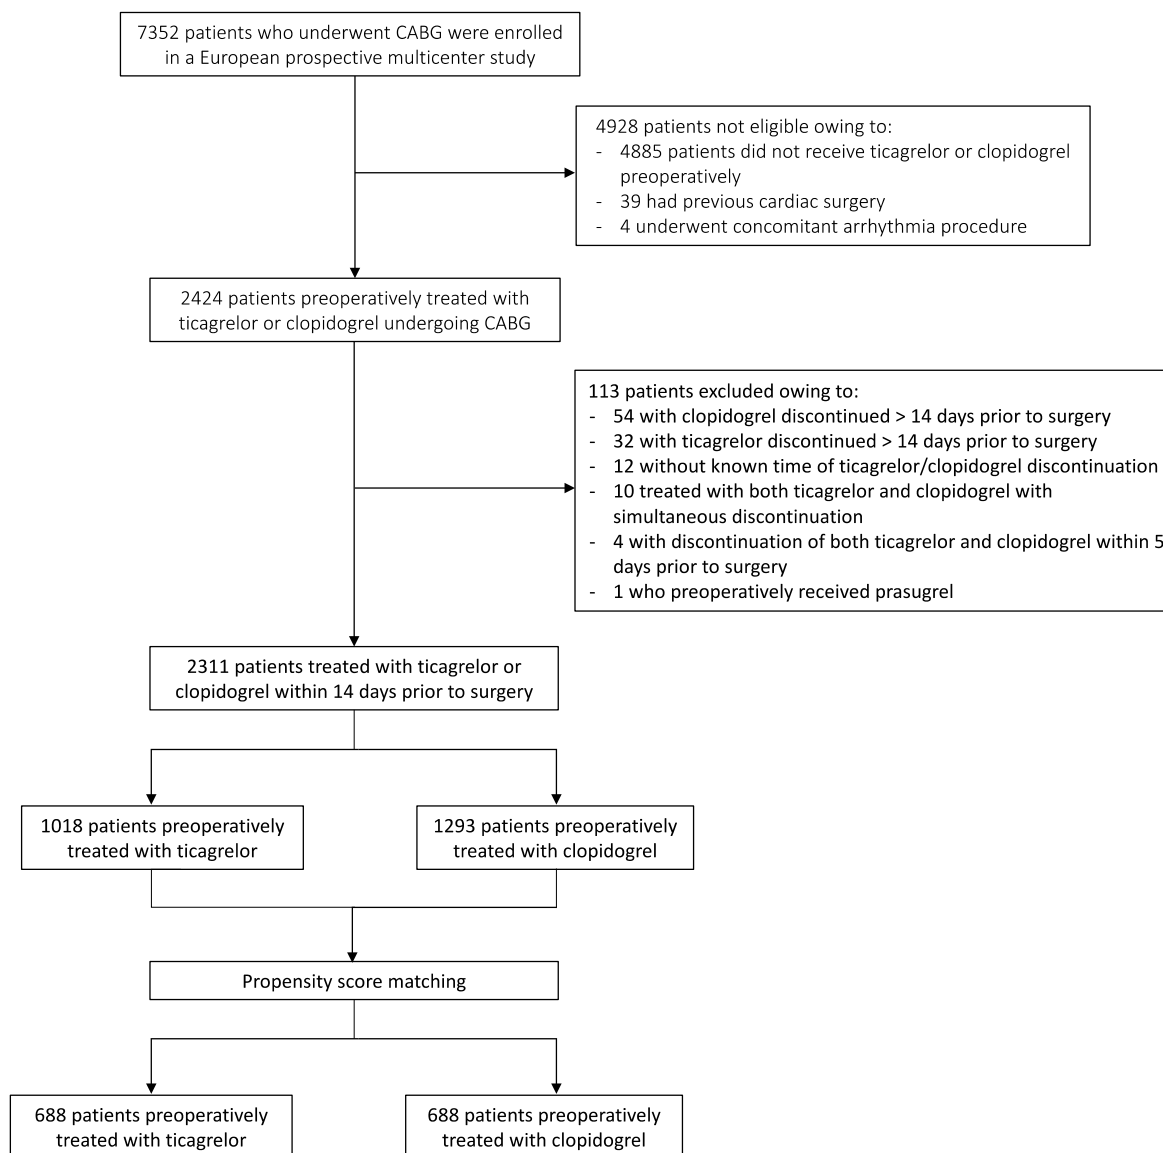 7352 patients who underwent CABG were enrolled
in a European prospective multicenter study
4928 patients not eligible owing to:
- 4885 patients did not receive ticagrelor or clopidogrel
preoperatively
- 39 had previous cardiac surgery
- 4 underwent concomitant arrhythmia procedure
2424 patients preoperatively treated with
ticagrelor or clopidogrel undergoing CABG
113 patients excluded owing to:
- 54 with clopidogrel discontinued > 14 days prior to surgery
- 32 with ticagrelor discontinued > 14 days prior to surgery
- 12 without known time of ticagrelor/clopidogrel discontinuation
- 10 treated with both ticagrelor and clopidogrel with
simultaneous discontinuation
- 4 with discontinuation of both ticagrelor and clopidogrel within 5
days prior to surgery
- 1 who preoperatively received prasugrel
2311 patients treated with ticagrelor or
clopidogrel within 14 days prior to surgery
1018 patients preoperatively
treated with ticagrelor
1293 patients preoperatively
treated with clopidogrel
Propensity score matching
688 patients preoperatively
treated with ticagrelor
688 patients preoperatively
treated with clopidogrel